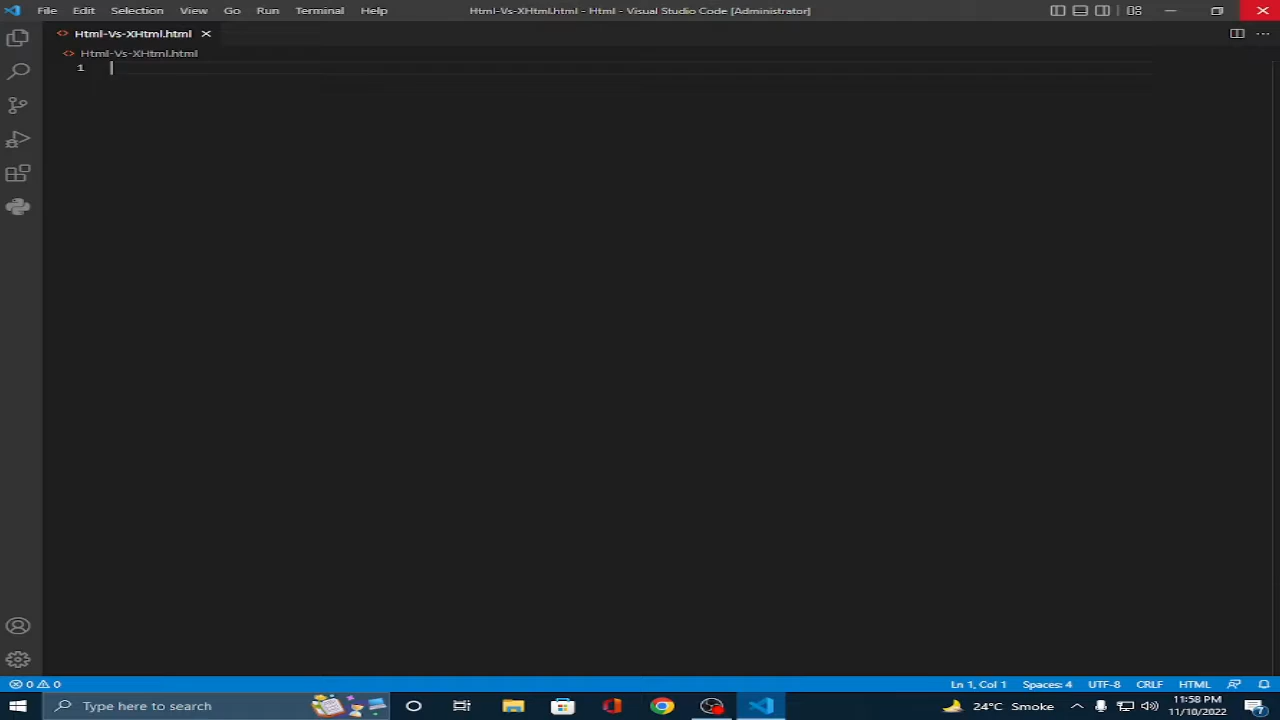 File Edit Selection View Go Run Terminal Help Html-Vs-XHtml.html - Html - Visual Studio Code [Administrator]
Html-Vs-XHtml.html
Html-Vs-XHtml.html
1
0 0 Ln 1, Col 1 Spaces: 4 UTF-8 CRLF HTML
Type here to search 24°C Smoke 11:58 PM
11/10/2022 7